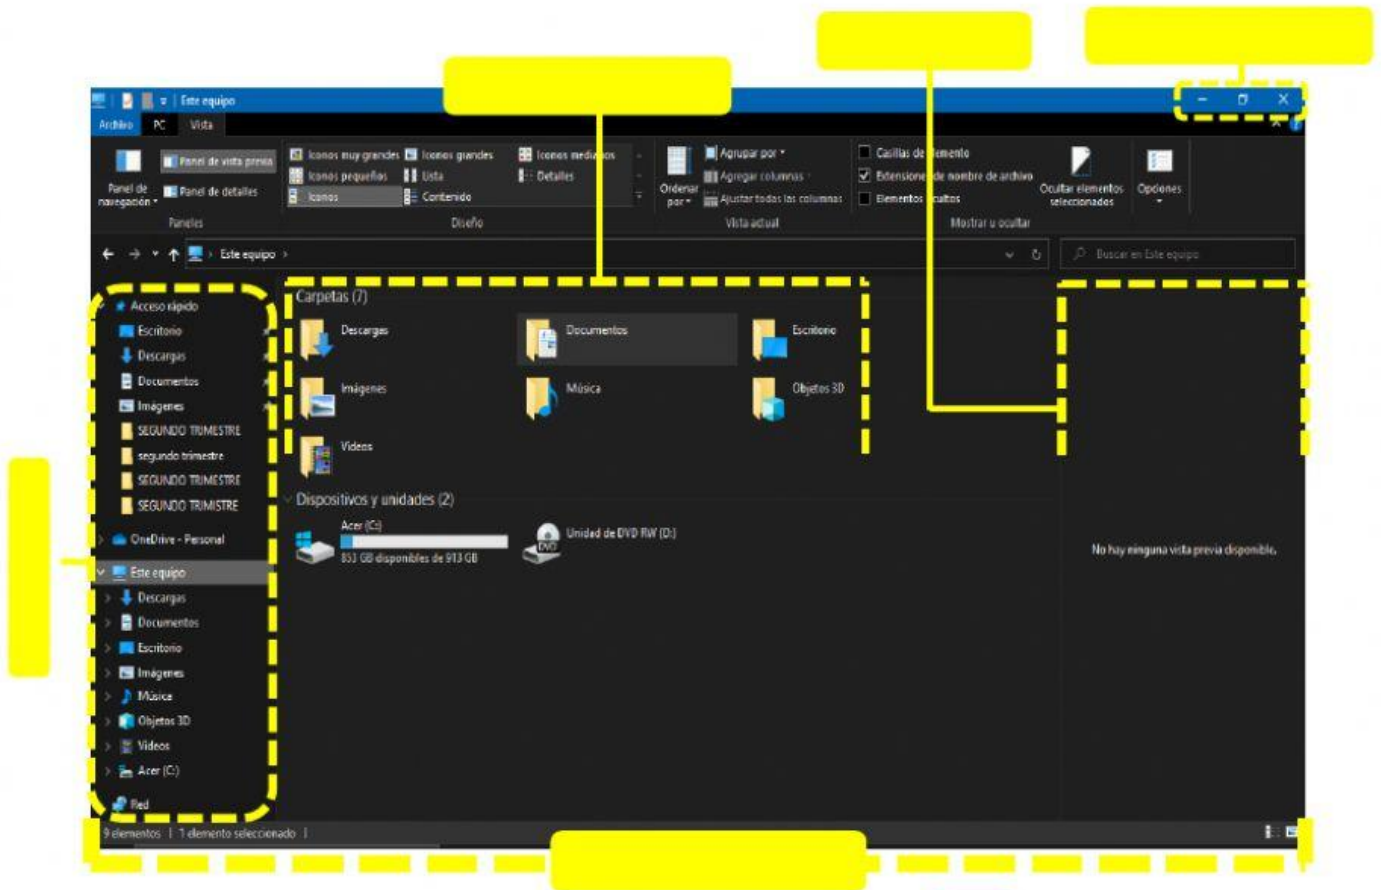 Este equipo
Archivo PC Vista
Panel de navegación
Panel de vista previa
Panel de detalles
Paneles
Iconos muy grandes Iconos grandes Iconos medianos
Iconos pequeños Lista Detalles
Iconos Contenido
Diseño
Ordenar por
Agrupar por
Agregar columnas
Ajustar todas las columnas
Vista actual
Casillas de elemento
Extensiones de nombre de archivo
Elementos ocultos
Ocultar elementos seleccionados
Mostrar u ocultar
Opciones
Este equipo
Buscar en Este equipo
Acceso rápido
Escritorio
Descargas
Documentos
Imágenes
SEGUNDO TRIMESTRE
segundo trimestre
SEGUNDO TRIMESTRE
SEGUNDO TRIMISTRE
OneDrive - Personal
Este equipo
Descargas
Documentos
Escritorio
Imágenes
Música
Objetos 3D
Videos
Acer (C:)
Red
Carpetas (7)
Descargas Documentos Escritorio
Imágenes Música Objetos 3D
Videos
Dispositivos y unidades (2)
Acer (C:)
853 GB disponibles de 913 GB
Unidad de DVD RW (D:)
DVD
No hay ninguna vista previa disponible.
9 elementos | 1 elemento seleccionado |